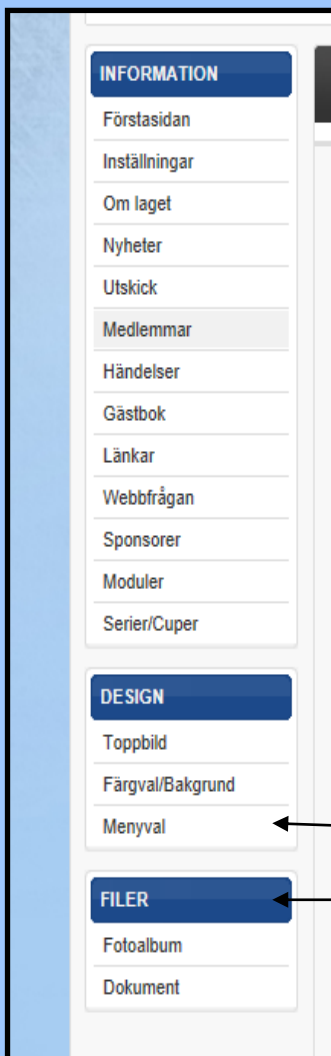 INFORMATION
Förstasidan
Inställningar
Om laget
Nyheter
Utskick
Medlemmar
Händelser
Gästbok
Länkar
Webbfrågan
Sponsorer
Moduler
Serier/Cuper
DESIGN
Toppbild
Färgval/Bakgrund
Menyval
FILER
Fotoalbum
Dokument